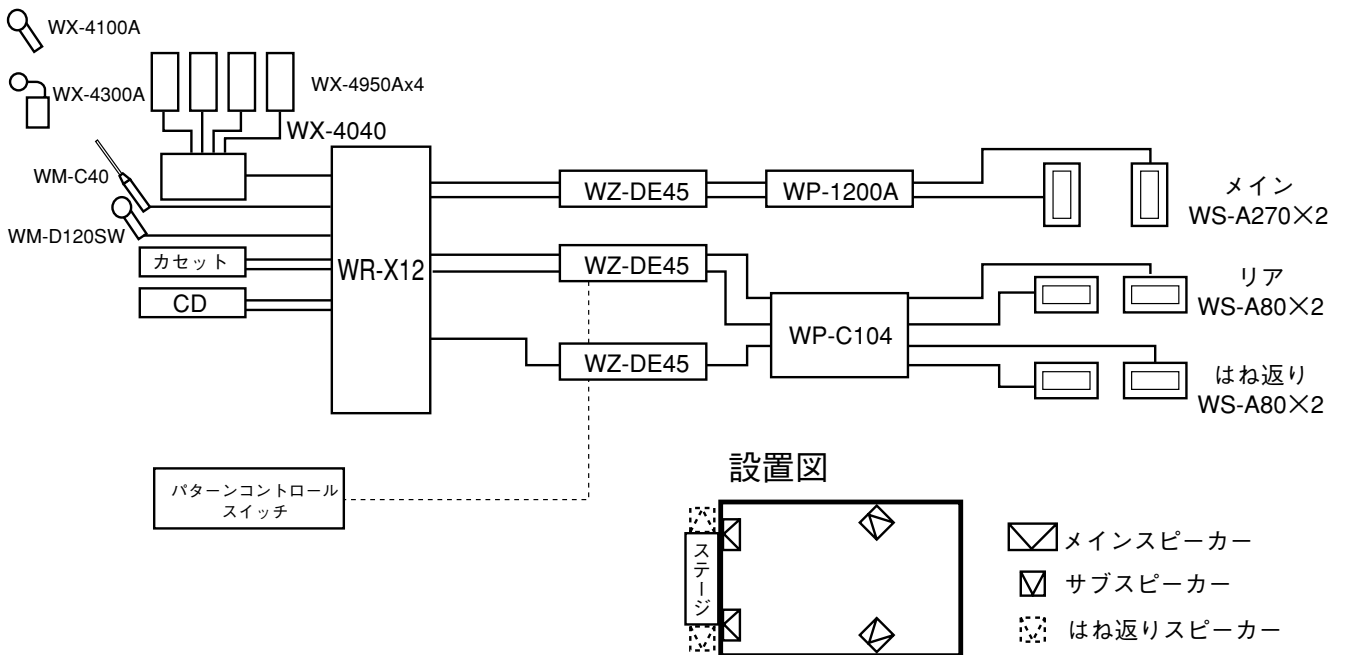 WX-4100A
WX-4300A
WX-4950Ax4
WX-4040
WM-C40
WM-D120SW
カセット
CD
WR-X12
WZ-DE45
WP-1200A
メイン
WS-A270×2
WZ-DE45
WP-C104
リア
WS-A80×2
WZ-DE45
はね返り
WS-A80×2
パターンコントロール
スイッチ
設置図
ステージ
メインスピーカー
サブスピーカー
はね返りスピーカー